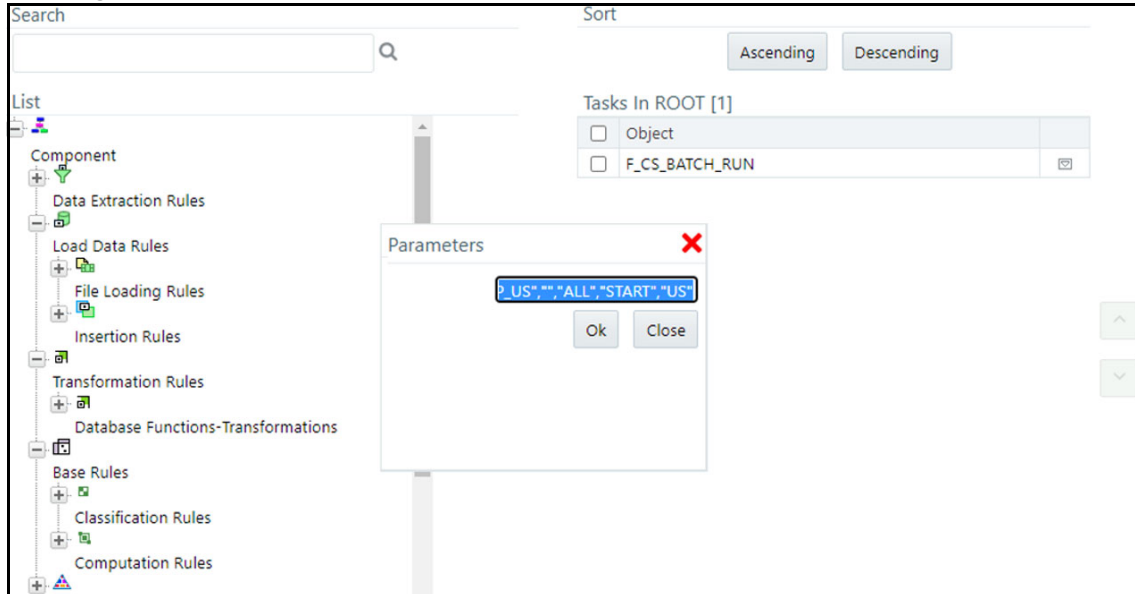 Search
List
Component
Data Extraction Rules
Load Data Rules
File Loading Rules
Insertion Rules
Transformation Rules
Database Functions-Transformations
Base Rules
Classification Rules
Computation Rules
Sort
Ascending Descending
Tasks In ROOT [1]
Object
F_CS_BATCH_RUN
Parameters
_US","","ALL","START","US"
Ok Close